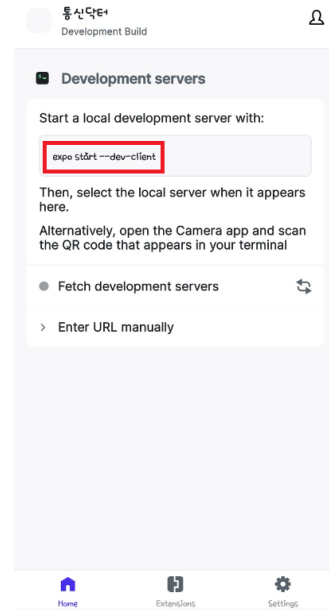 통신닥터
Development Build
Development servers
Start a local development server with:
expo start --dev-client
Then, select the local server when it appears
here.
Alternatively, open the Camera app and scan
the QR code that appears in your terminal
Fetch development servers
Enter URL manually
Home
Extensions
Settings